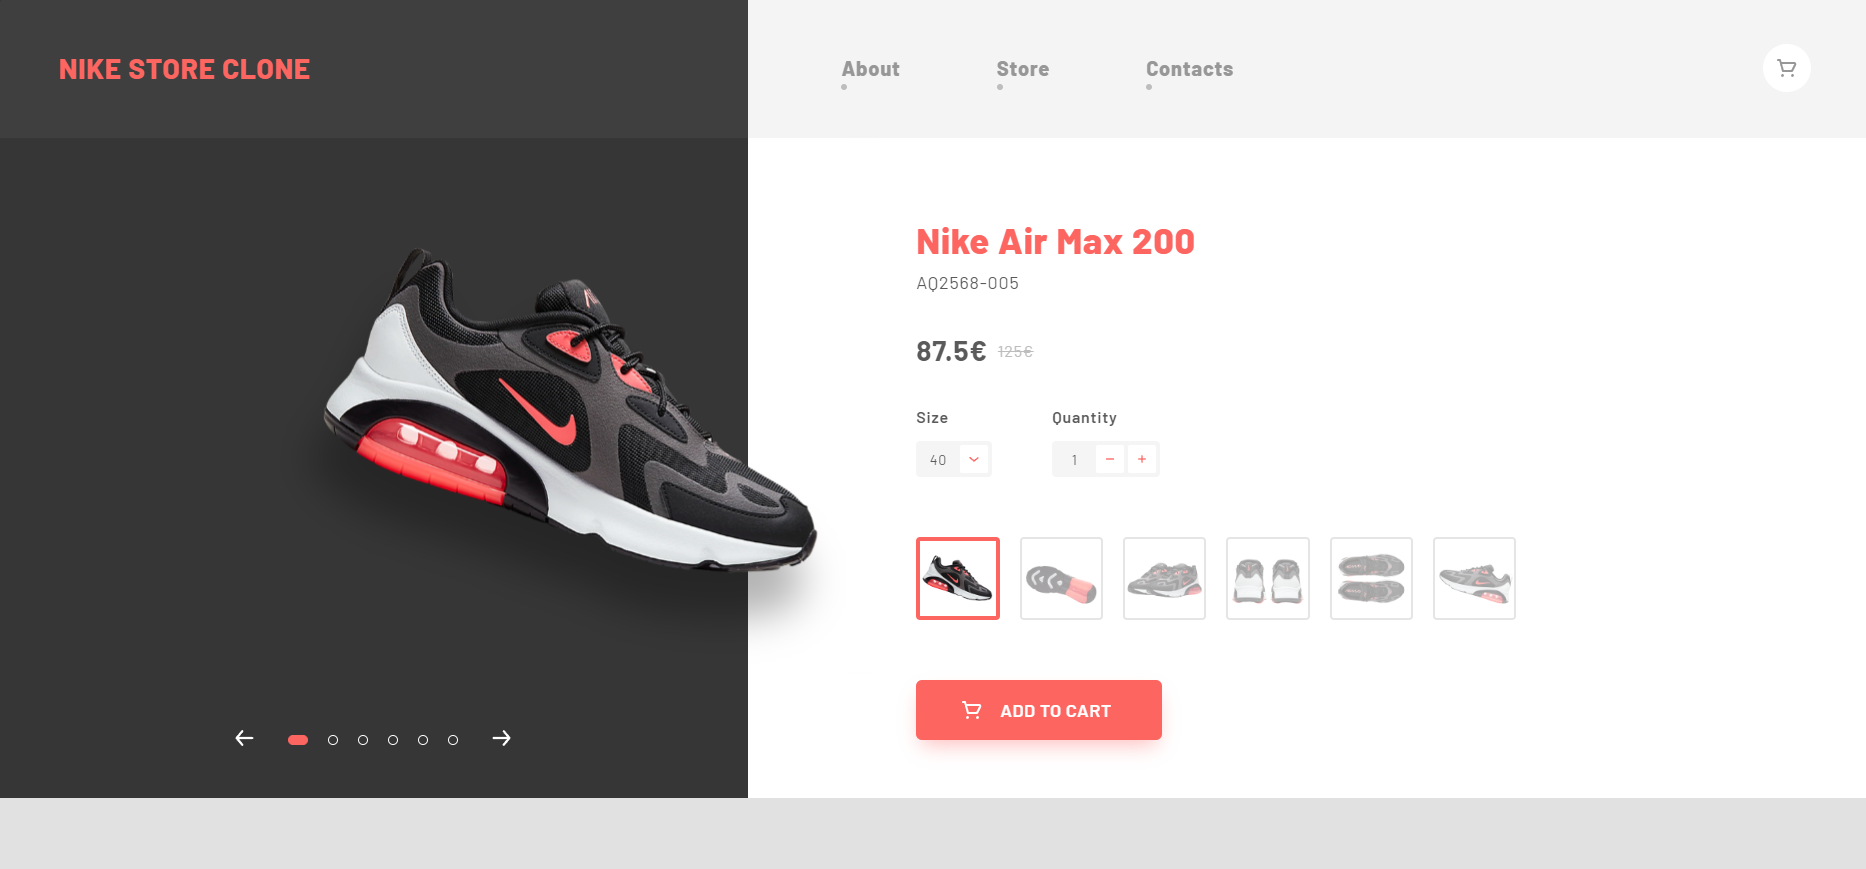 NIKE STORE CLONE
About
Store
Contacts
Nike Air Max 200
AQ2568-005
87.5€ 125€
Size
Quantity
40
1
ADD TO CART